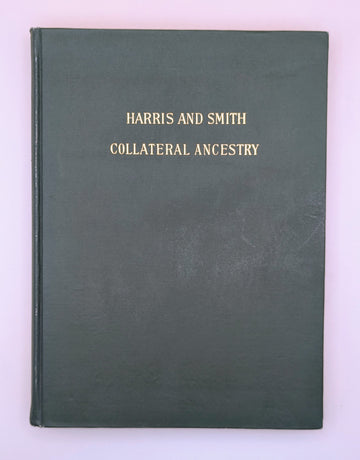 HARRIS AND SMITH
COLLATERAL ANCESTRY